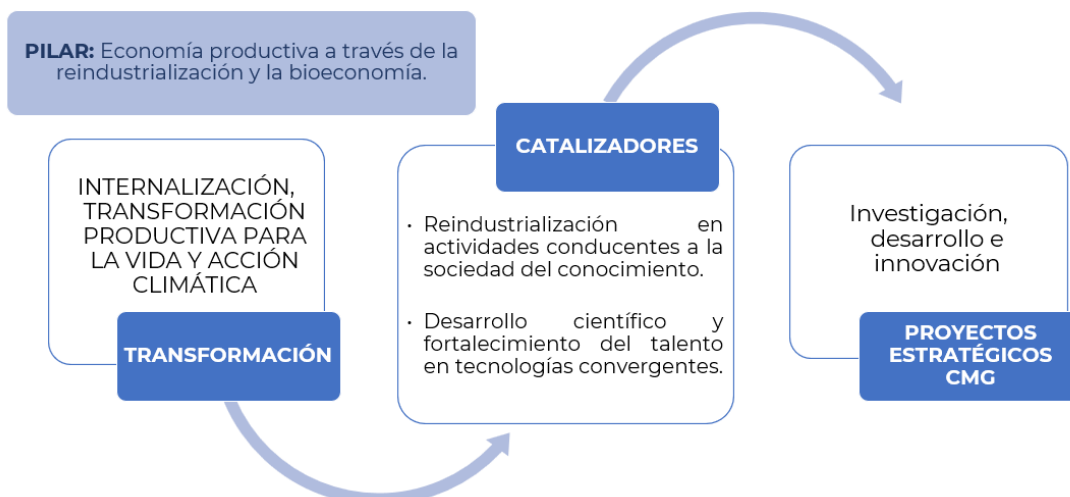 PILAR: Economía productiva a través de la
reindustrialización y la bioeconomía.
INTERNALIZACIÓN,
TRANSFORMACIÓN
PRODUCTIVA PARA
LA VIDA Y ACCIÓN
CLIMÁTICA
TRANSFORMACIÓN
CATALIZADORES
· Reindustrialización en
actividades conducentes a la
sociedad del conocimiento.
· Desarrollo científico y
fortalecimiento del talento
en tecnologías convergentes.
Investigación,
desarrollo e
innovación
PROYECTOS
ESTRATÉGICOS
CMG